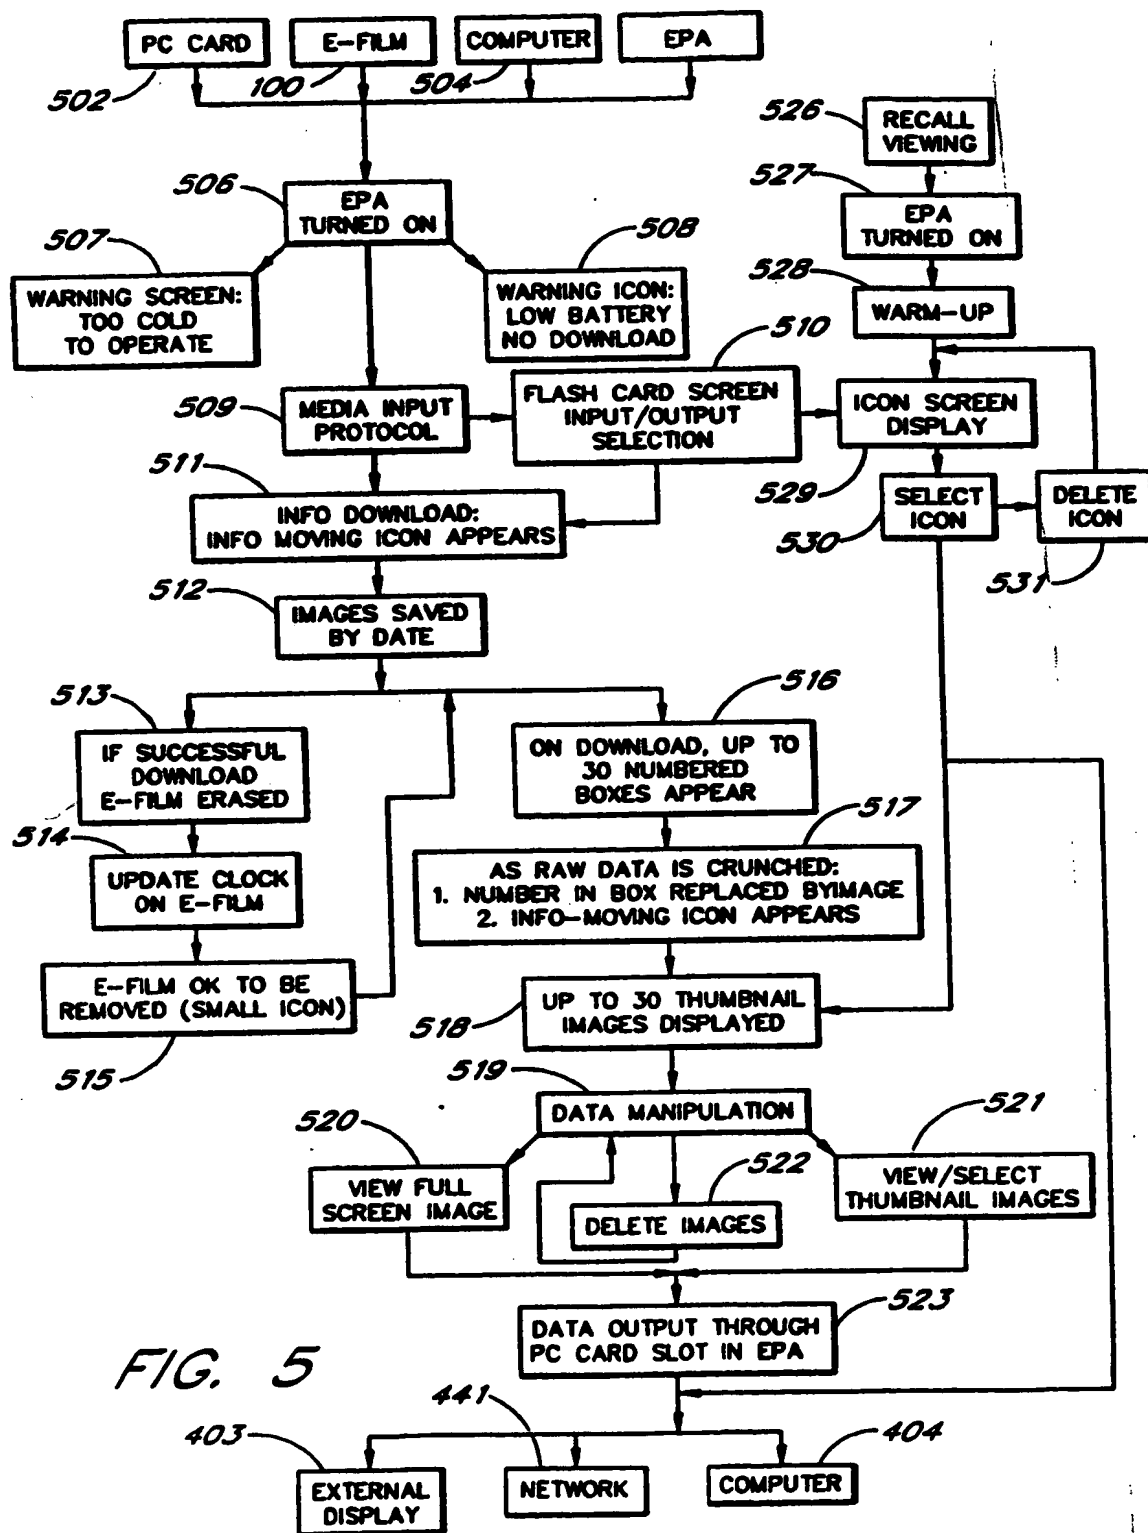 PC CARD
E-FILM
COMPUTER
EPA
502
100
504
526
RECALL
VIEWING
506
EPA
TURNED ON
527
EPA
TURNED ON
507
WARNING SCREEN:
TOO COLD
TO OPERATE
508
WARNING ICON:
LOW BATTERY
NO DOWNLOAD
528
WARM-UP
510
509
MEDIA INPUT
PROTOCOL
FLASH CARD SCREEN
INPUT/OUTPUT
SELECTION
ICON SCREEN
DISPLAY
529
511
INFO DOWNLOAD:
INFO MOVING ICON APPEARS
SELECT
ICON
530
DELETE
ICON
531
512
IMAGES SAVED
BY DATE
513
IF SUCCESSFUL
DOWNLOAD
E-FILM ERASED
516
ON DOWNLOAD, UP TO
30 NUMBERED
BOXES APPEAR
514
UPDATE CLOCK
ON E-FILM
517
AS RAW DATA IS CRUNCHED:
1. NUMBER IN BOX REPLACED BYIMAGE
2. INFO-MOVING ICON APPEARS
E-FILM OK TO BE
REMOVED (SMALL ICON)
515
518
UP TO 30 THUMBNAIL
IMAGES DISPLAYED
519
DATA MANIPULATION
520
VIEW FULL
SCREEN IMAGE
522
DELETE IMAGES
521
VIEW/SELECT
THUMBNAIL IMAGES
523
DATA OUTPUT THROUGH
PC CARD SLOT IN EPA
FIG. 5
403
EXTERNAL
DISPLAY
441
NETWORK
404
COMPUTER